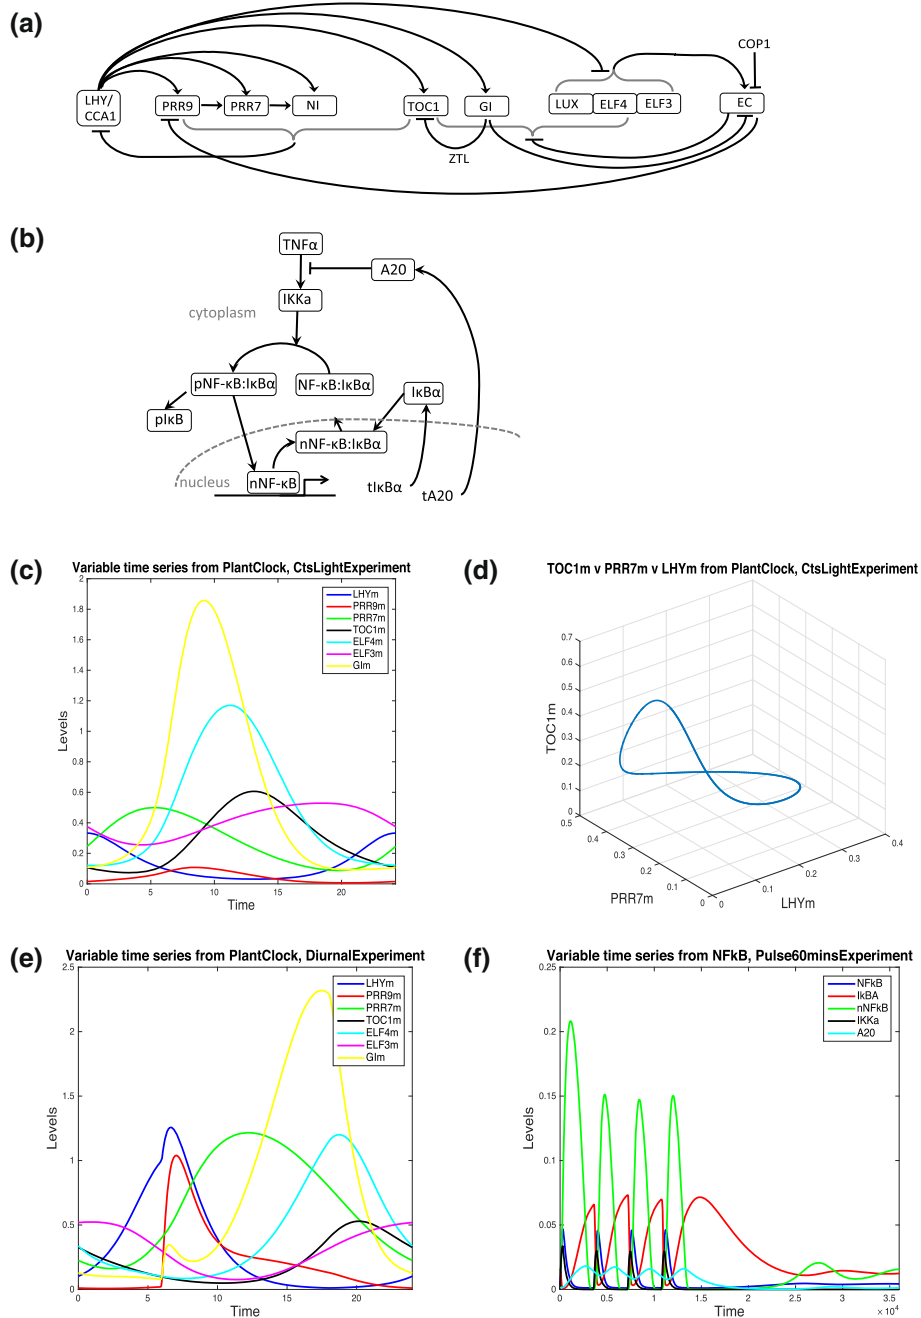 (a)
COP1
LHY/
CCA1
PRR9
PRR7
NI
TOC1
GI
LUX
ELF4
ELF3
EC
ZTL
(b)
TNFα
A20
IKKa
cytoplasm
pNF-κB:IκBα
NF-κB:IκBα
IκBα
pIκB
nNF-κB:IκBα
nucleus
nNF-κB
tIκBα
tA20
(c)
Variable time series from PlantClock, CtsLightExperiment
2
1.8
1.6
1.4
1.2
1
0.8
0.6
0.4
0.2
0
Levels
0
5
10
15
20
Time
LHYm
PRR9m
PRR7m
TOC1m
ELF4m
ELF3m
GIm
(d)
TOC1m v PRR7m v LHYm from PlantClock, CtsLightExperiment
0.7
0.6
0.5
0.4
0.3
0.2
0.1
0
TOC1m
0.5
0.4
0.3
0.2
0.1
0
PRR7m
0
0.1
0.2
0.3
0.4
LHYm
(e)
Variable time series from PlantClock, DiurnalExperiment
2.5
2
1.5
1
0.5
0
Levels
0
5
10
15
20
Time
LHYm
PRR9m
PRR7m
TOC1m
ELF4m
ELF3m
GIm
(f)
Variable time series from NFkB, Pulse60minsExperiment
0.25
0.2
0.15
0.1
0.05
0
Levels
0
0.5
1
1.5
2
2.5
3
3.5
× 10⁴
Time
NFkB
IkBA
nNFkB
IKKa
A20